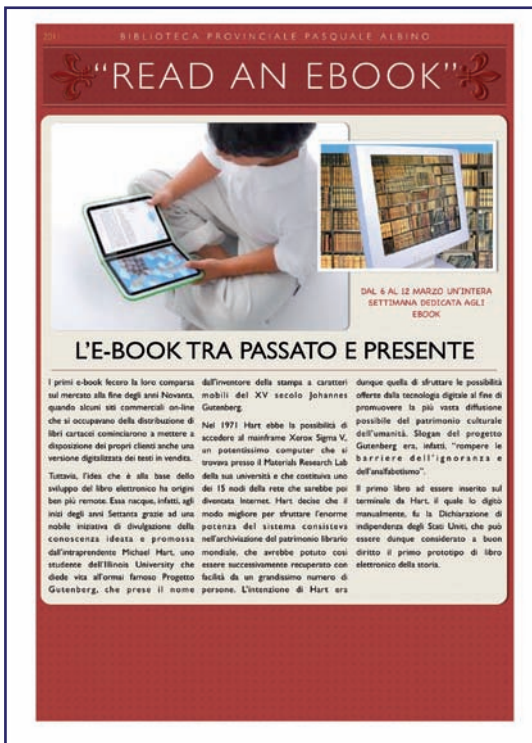 2011
BIBLIOTECA PROVINCIALE PASQUALE ALBINO
“READ AN EBOOK”
DAL 6 AL 12 MARZO UN'INTERA
SETTIMANA DEDICATA AGLI
EBOOK
L'E-BOOK TRA PASSATO E PRESENTE
I primi e-book fecero la loro comparsa
sul mercato alla fine degli anni Novanta,
quando alcuni siti commerciali on-line
che si occupavano della distribuzione di
libri cartacei cominciarono a mettere a
disposizione dei propri clienti anche una
versione digitalizzata dei testi in vendita.
Tuttavia, l'idea che è alla base dello
sviluppo del libro elettronico ha origini
ben più remote. Essa nacque, infatti, agli
inizi degli anni Settanta grazie ad una
nobile iniziativa di divulgazione della
conoscenza ideata e promossa
dall'intraprendente Michael Hart, uno
studente dell'Illinois University che
diede vita all'ormai famoso Progetto
Gutenberg, che prese il nome
dall'inventore della stampa a caratteri
mobili del XV secolo Johannes
Gutenberg.
Nel 1971 Hart ebbe la possibilità di
accedere al mainframe Xerox Sigma V,
un potentissimo computer che si
trovava presso il Materials Research Lab
della sua università e che costituiva uno
dei 15 nodi della rete che sarebbe poi
diventata Internet. Hart decise che il
modo migliore per sfruttare l'enorme
potenza del sistema consisteva
nell'archiviazione del patrimonio librario
mondiale, che avrebbe potuto così
essere successivamente recuperato con
facilità da un grandissimo numero di
persone. L'intenzione di Hart era
dunque quella di sfruttare le possibilità
offerte dalla tecnologia digitale al fine di
promuovere la più vasta diffusione
possibile del patrimonio culturale
dell'umanità. Slogan del progetto
Gutenberg era, infatti, “rompere le
barriere dell'ignoranza e
dell'analfabetismo”.
Il primo libro ad essere inserito sul
terminale da Hart, il quale lo digitò
manualmente, fu la Dichiarazione di
indipendenza degli Stati Uniti, che può
essere dunque considerato a buon
diritto il primo prototipo di libro
elettronico della storia.